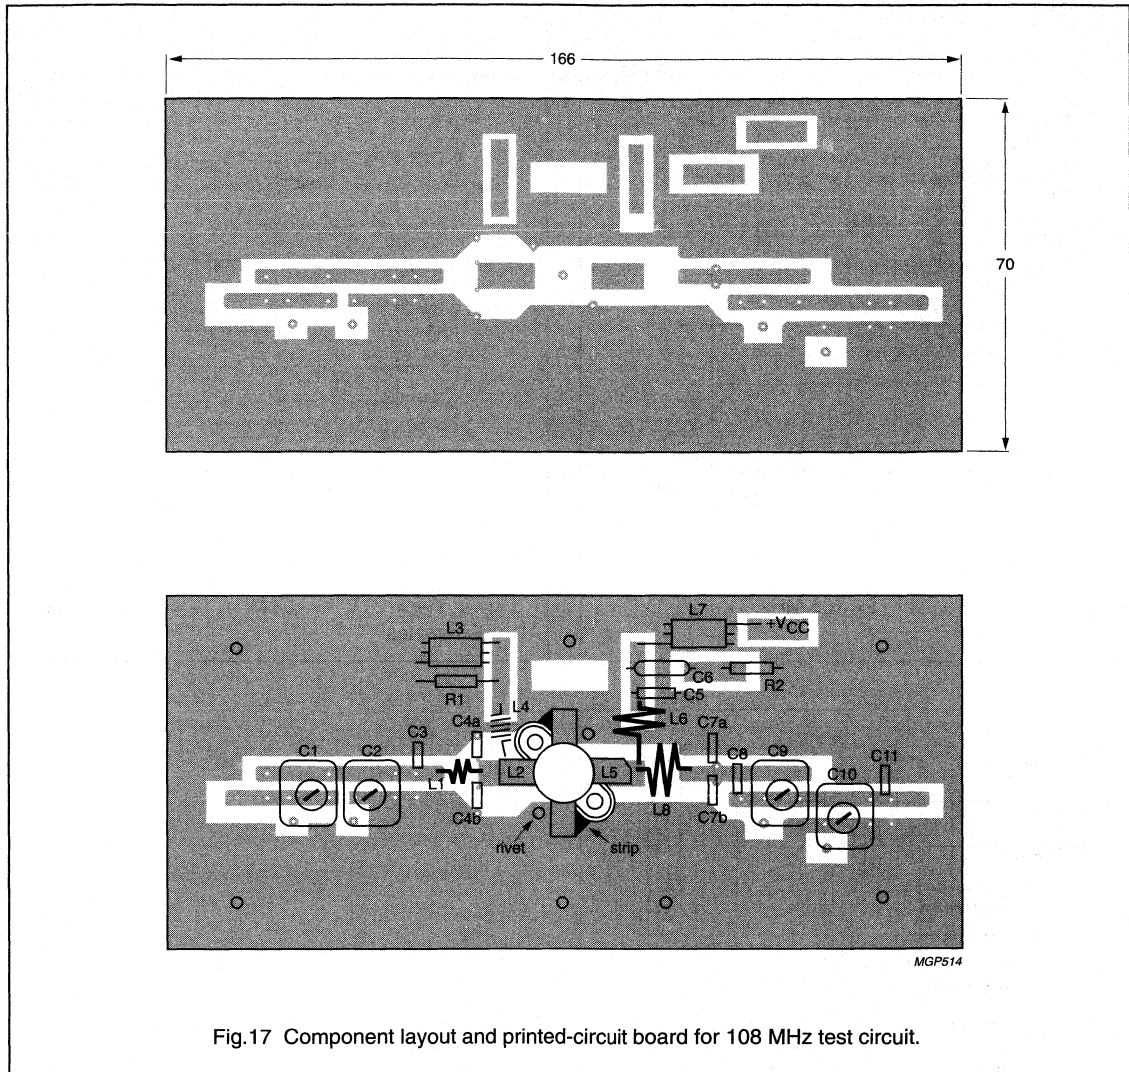 166
70
L7
+VCC
L3
C6
R2
C5
R1
L4
C4a
L6
C7a
C3
C1
C2
C8
C9
C11
L1
L2
L5
C10
C4b
L8
C7b
rivet
strip
MGP514
Fig.17 Component layout and printed-circuit board for 108 MHz test circuit.